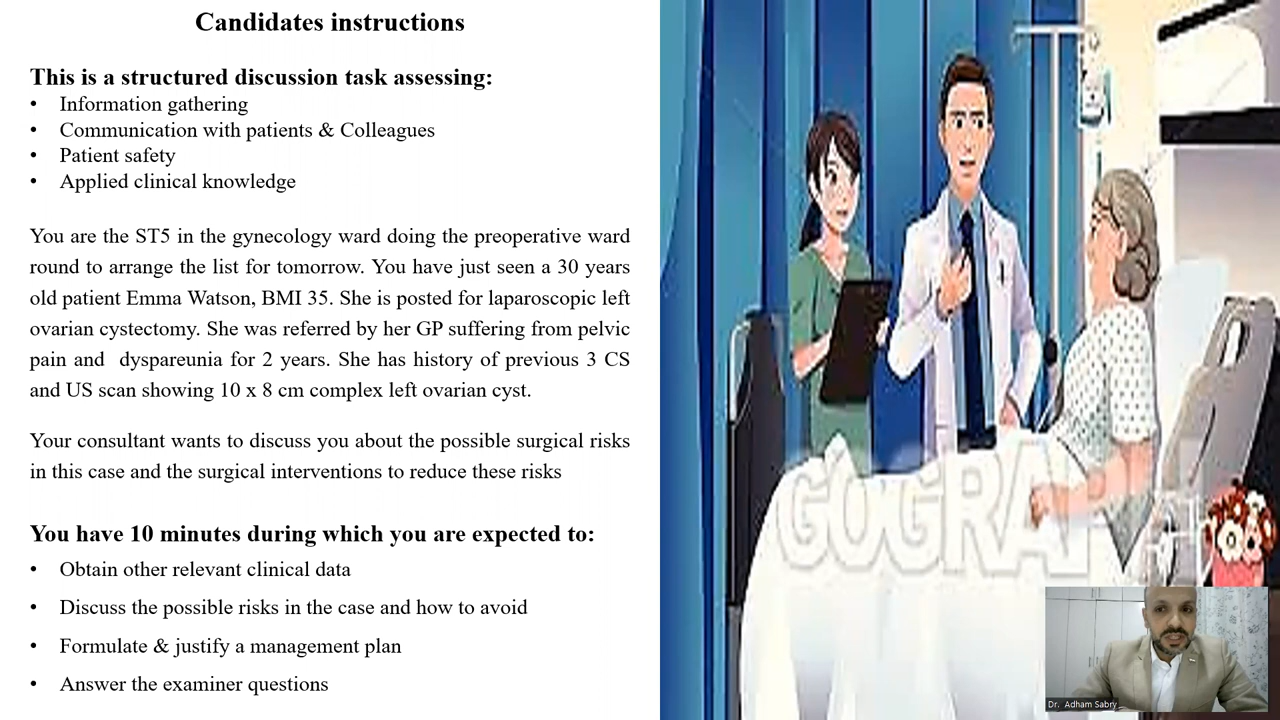 Candidates instructions
This is a structured discussion task assessing:
• Information gathering
• Communication with patients & Colleagues
• Patient safety
• Applied clinical knowledge
You are the ST5 in the gynecology ward doing the preoperative ward
round to arrange the list for tomorrow. You have just seen a 30 years
old patient Emma Watson, BMI 35. She is posted for laparoscopic left
ovarian cystectomy. She was referred by her GP suffering from pelvic
pain and dyspareunia for 2 years. She has history of previous 3 CS
and US scan showing 10 x 8 cm complex left ovarian cyst.
Your consultant wants to discuss you about the possible surgical risks
in this case and the surgical interventions to reduce these risks
You have 10 minutes during which you are expected to:
• Obtain other relevant clinical data
• Discuss the possible risks in the case and how to avoid
• Formulate & justify a management plan
• Answer the examiner questions
GOGRA
Dr. Adham Sabry